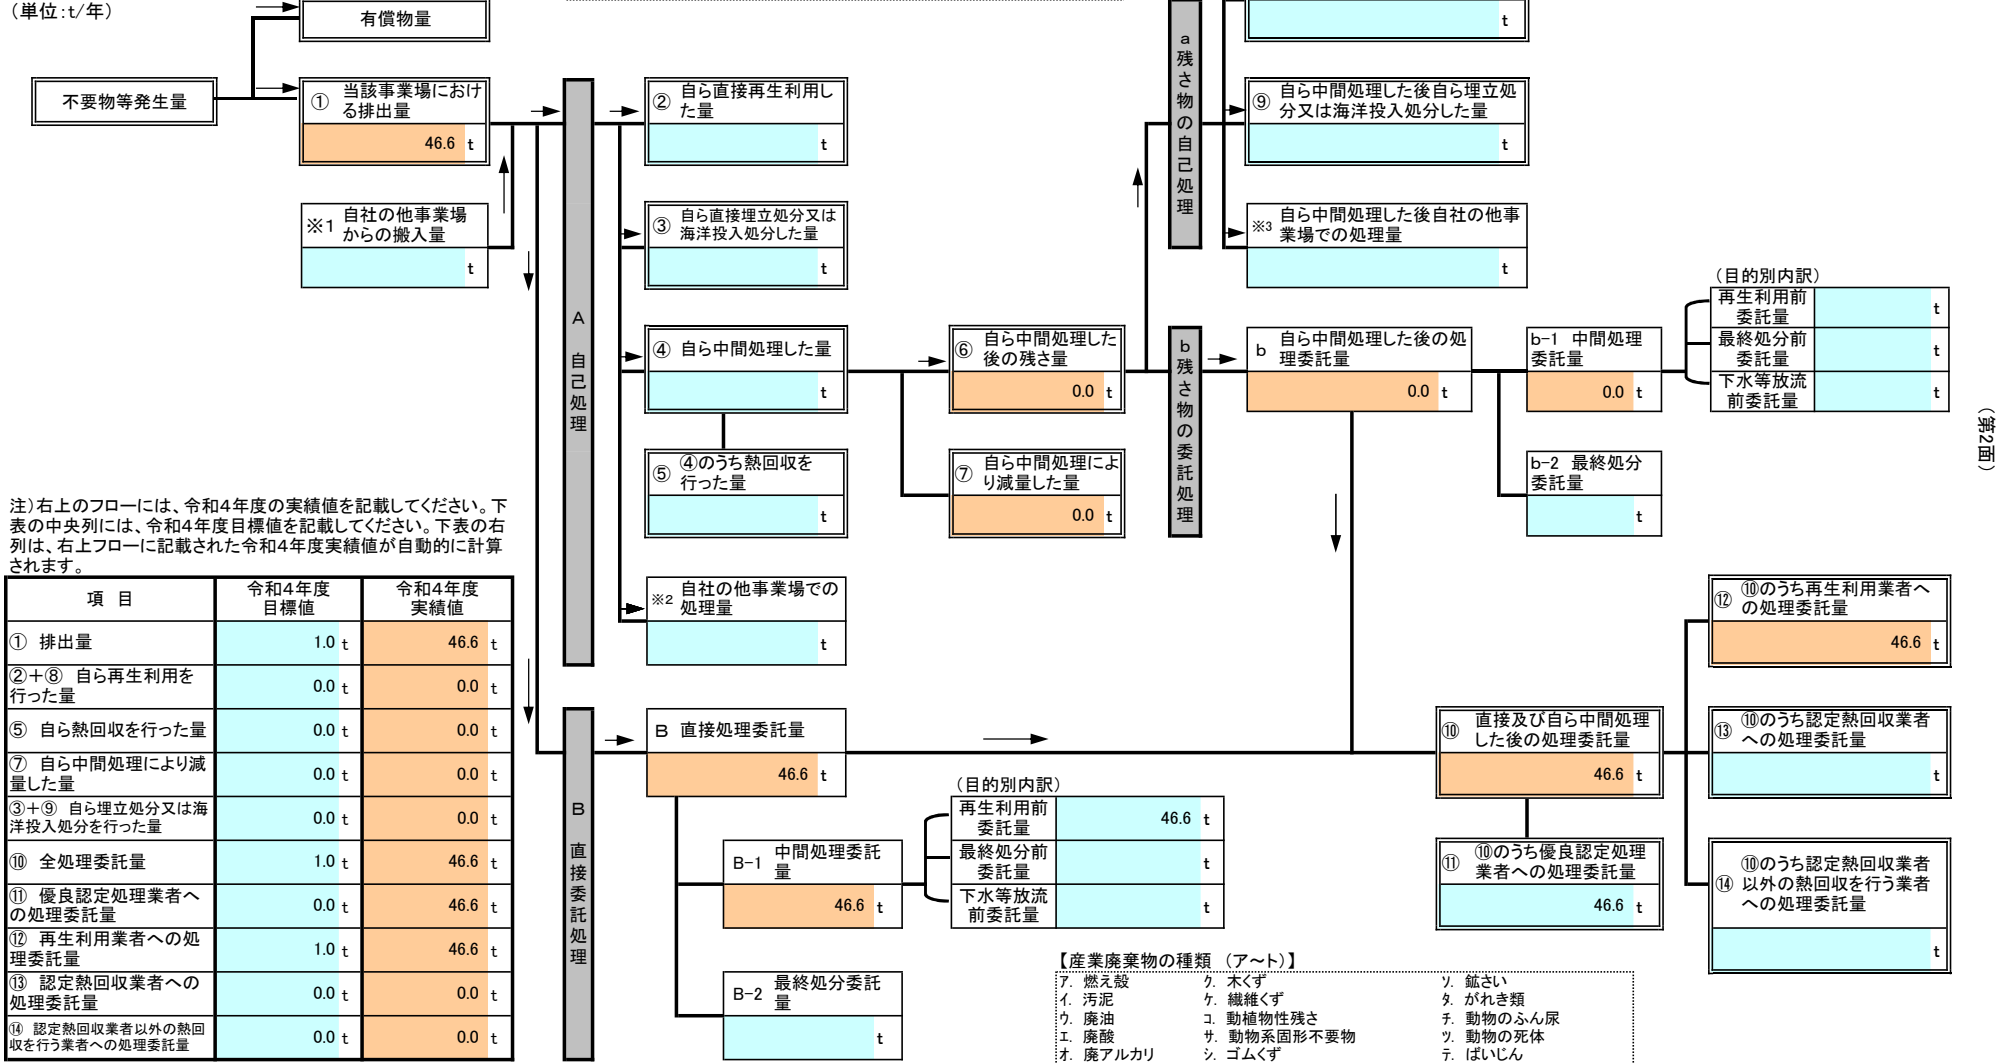 （単位：t/年）
有償物量
t
不要物等発生量
① 当該事業場におけ
る排出量
46.6 t
※1 自社の他事業場
からの搬入量
t
A 自己処理
② 自ら直接再生利用し
た量
t
③ 自ら直接埋立処分又は
海洋投入処分した量
t
④ 自ら中間処理した量
t
⑤ ④のうち熱回収を
行った量
t
※2 自社の他事業場での
処理量
t
⑥ 自ら中間処理した
後の残さ量
0.0 t
⑦ 自ら中間処理によ
り減量した量
0.0 t
a 残さ物の自己処理
⑨ 自ら中間処理した後自ら埋立処
分又は海洋投入処分した量
t
※3 自ら中間処理した後自社の他事
業場での処理量
t
b 残さ物の委託処理
b 自ら中間処理した後の処
理委託量
0.0 t
b-1 中間処理
委託量
0.0 t
b-2 最終処分
委託量
t
（目的別内訳）
再生利用前
委託量
t
最終処分前
委託量
t
下水等放流
前委託量
t
（第2面）
注）右上のフローには、令和４年度の実績値を記載してください。下
表の中央列には、令和４年度目標値を記載してください。下表の右
列は、右上フローに記載された令和４年度実績値が自動的に計算
されます。
項 目 令和４年度 目標値 令和４年度 実績値
① 排出量 1.0 t 46.6 t
②＋⑧ 自ら再生利用を
行った量 0.0 t 0.0 t
⑤ 自ら熱回収を行った量 0.0 t 0.0 t
⑦ 自ら中間処理により減
量した量 0.0 t 0.0 t
③＋⑨ 自ら埋立処分又は海
洋投入処分を行った量 0.0 t 0.0 t
⑩ 全処理委託量 1.0 t 46.6 t
⑪ 優良認定処理業者へ
の処理委託量 0.0 t 46.6 t
⑫ 再生利用業者への処
理委託量 1.0 t 46.6 t
⑬ 認定熱回収業者への
処理委託量 0.0 t 0.0 t
⑭ 認定熱回収業者以外の熱回
収を行う業者への処理委託量 0.0 t 0.0 t
B 直接委託処理
B 直接処理委託量
46.6 t
B-1 中間処理委託
量
46.6 t
B-2 最終処分委託
量
t
（目的別内訳）
再生利用前
委託量
46.6 t
最終処分前
委託量
t
下水等放流
前委託量
t
⑩ 直接及び自ら中間処理
した後の処理委託量
46.6 t
⑪ ⑩のうち優良認定処理
業者への処理委託量
46.6 t
⑫ ⑩のうち再生利用業者へ
の処理委託量
46.6 t
⑬ ⑩のうち認定熱回収業者
への処理委託量
t
⑭ ⑩のうち認定熱回収業者
以外の熱回収を行う業者
への処理委託量
t
【産業廃棄物の種類 （ア～ト）】
ア. 燃え殻 ク. 木くず ソ. 鉱さい
イ. 汚泥 ケ. 繊維くず タ. がれき類
ウ. 廃油 コ. 動植物性残さ チ. 動物のふん尿
エ. 廃酸 サ. 動物系固形不要物 ツ. 動物の死体
オ. 廃アルカリ シ. ゴムくず テ. ばいじん